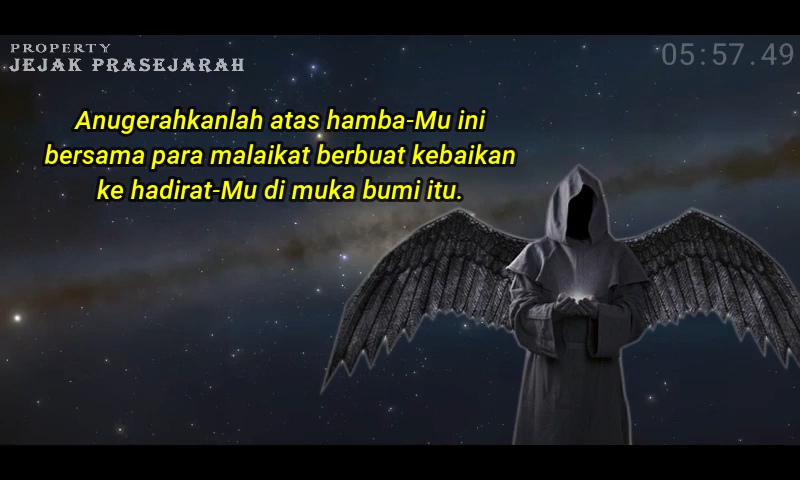 PROPERTY
JEJAK PRASEJARAH
05:57.49
Anugerahkanlah atas hamba-Mu ini
bersama para malaikat berbuat kebaikan
ke hadirat-Mu di muka bumi itu.